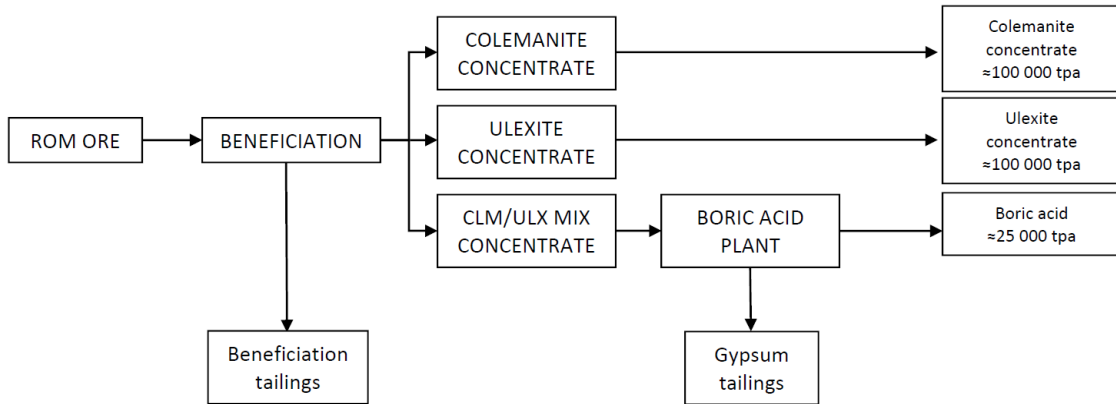 COLEMANITE
CONCENTRATE
Colemanite
concentrate
≈100 000 tpa
ROM ORE
BENEFICIATION
ULEXITE
CONCENTRATE
Ulexite
concentrate
≈100 000 tpa
CLM/ULX MIX
CONCENTRATE
BORIC ACID
PLANT
Boric acid
≈25 000 tpa
Beneficiation
tailings
Gypsum
tailings